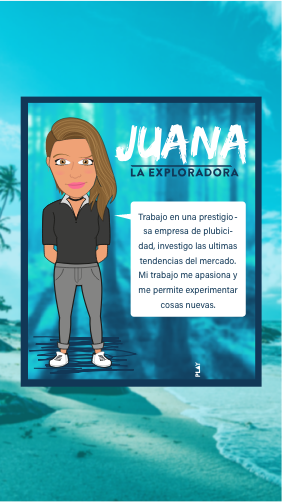 JUANA
LA EXPLORADORA
Trabajo en una prestigio-
sa empresa de plubici-
dad, investigo las ultimas
tendencias del mercado.
Mi trabajo me apasiona y
me permite experimentar
cosas nuevas.
PLAY